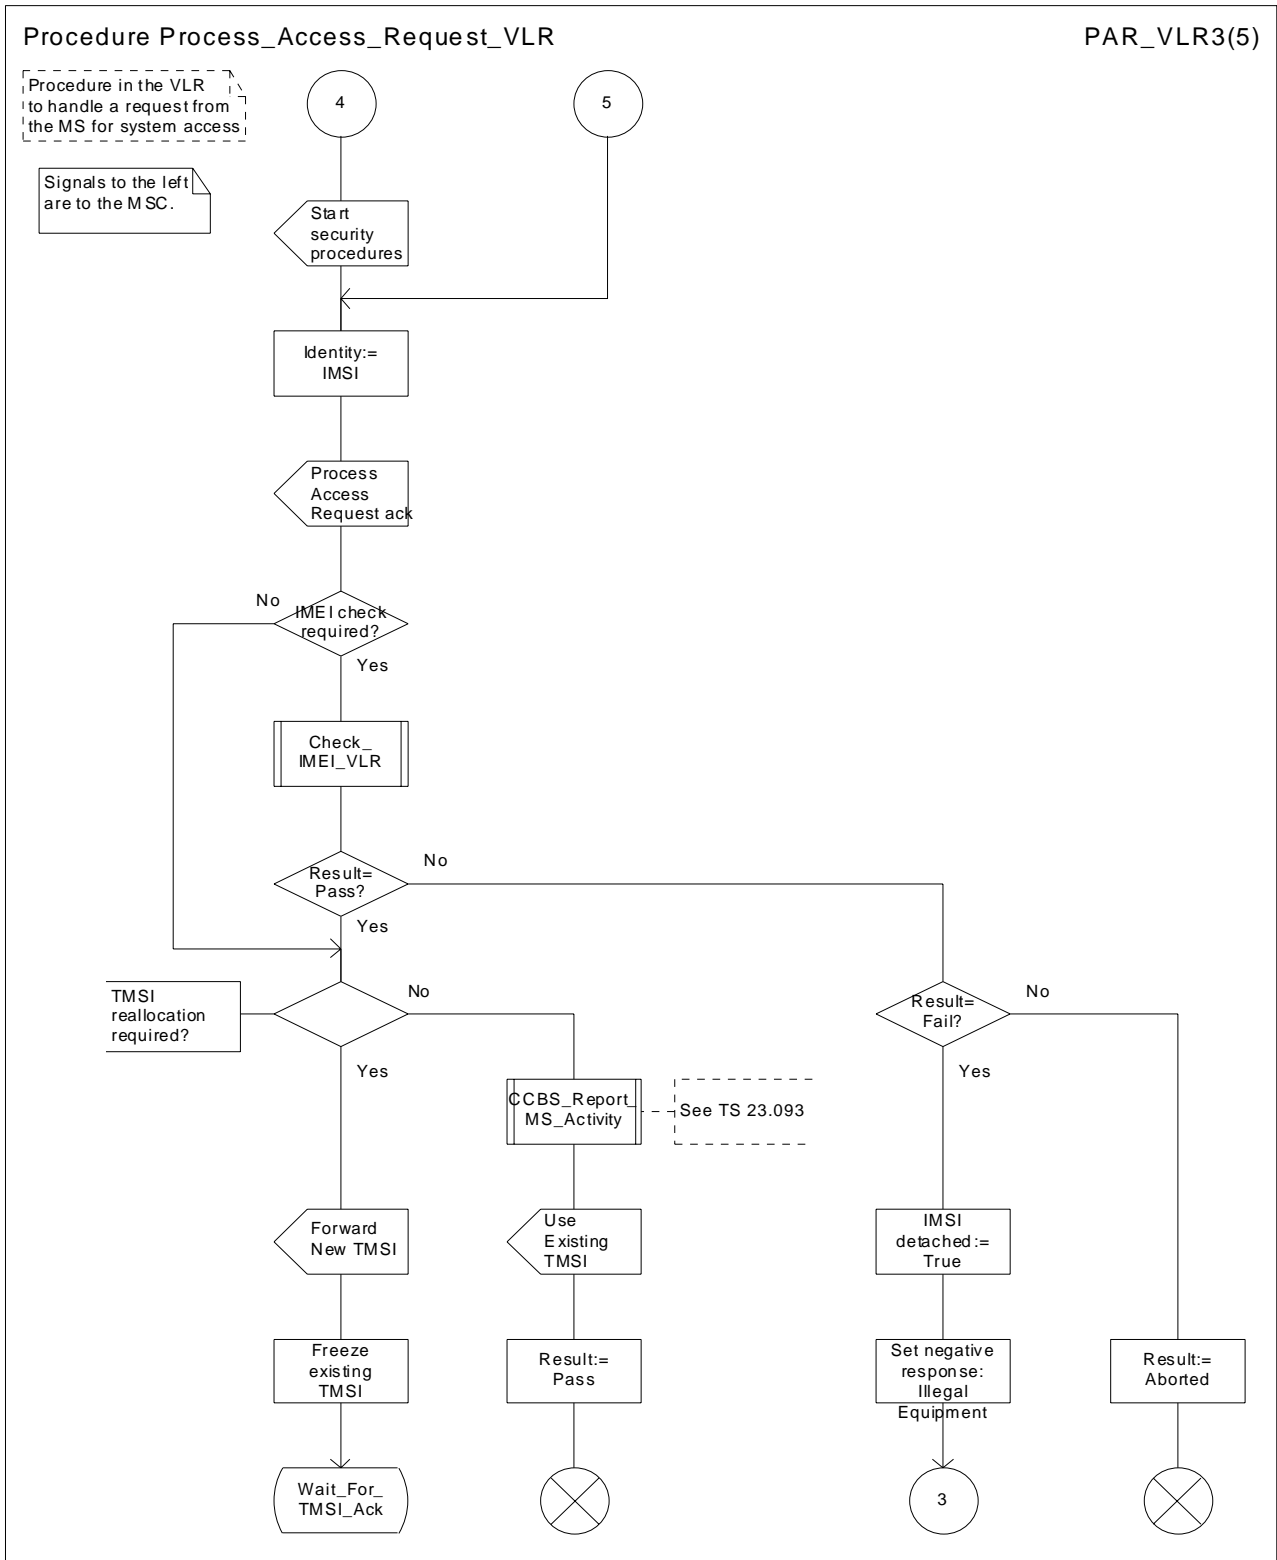 Procedure Process_Access_Request_VLR
PAR_VLR3(5)
Procedure in the VLR
to handle a request from
the MS for system access
4
5
Signals to the left
are to the MSC.
Start
security
procedures
Identity:=
IMSI
Process
Access
Request ack
No
IMEI check
required?
Yes
Check_
IMEI_VLR
Result=
Pass?
No
Yes
TMSI
reallocation
required?
No
Yes
Result=
Fail?
No
Yes
CCBS_Report_
MS_Activity
See TS 23.093
Forward
New TMSI
Use
Existing
TMSI
IMSI
detached:=
True
Freeze
existing
TMSI
Result:=
Pass
Set negative
response:
Illegal
Equipment
Result:=
Aborted
Wait_For_
TMSI_Ack
3